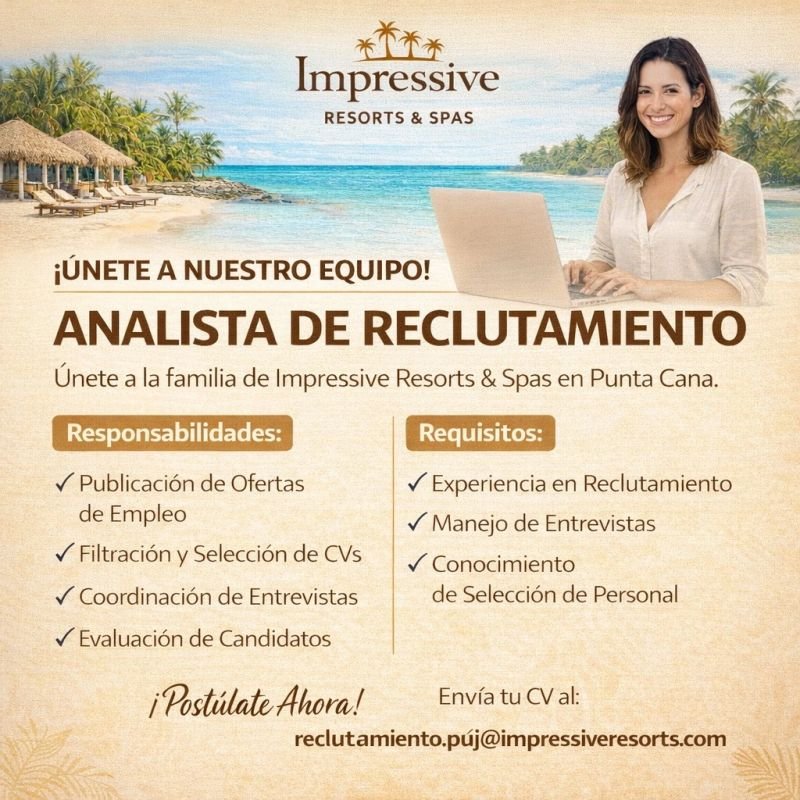 Impressive
RESORTS & SPAS
¡ÚNETE A NUESTRO EQUIPO!
ANALISTA DE RECLUTAMIENTO
Únete a la familia de Impressive Resorts & Spas en Punta Cana.
Responsabilidades:
✓ Publicación de Ofertas
de Empleo
✓ Filtración y Selección de CVs
✓ Coordinación de Entrevistas
✓ Evaluación de Candidatos
Requisitos:
✓ Experiencia en Reclutamiento
✓ Manejo de Entrevistas
✓ Conocimiento
de Selección de Personal
¡Postúlate Ahora!
Envía tu CV al:
reclutamiento.púj@impressiveresorts.com